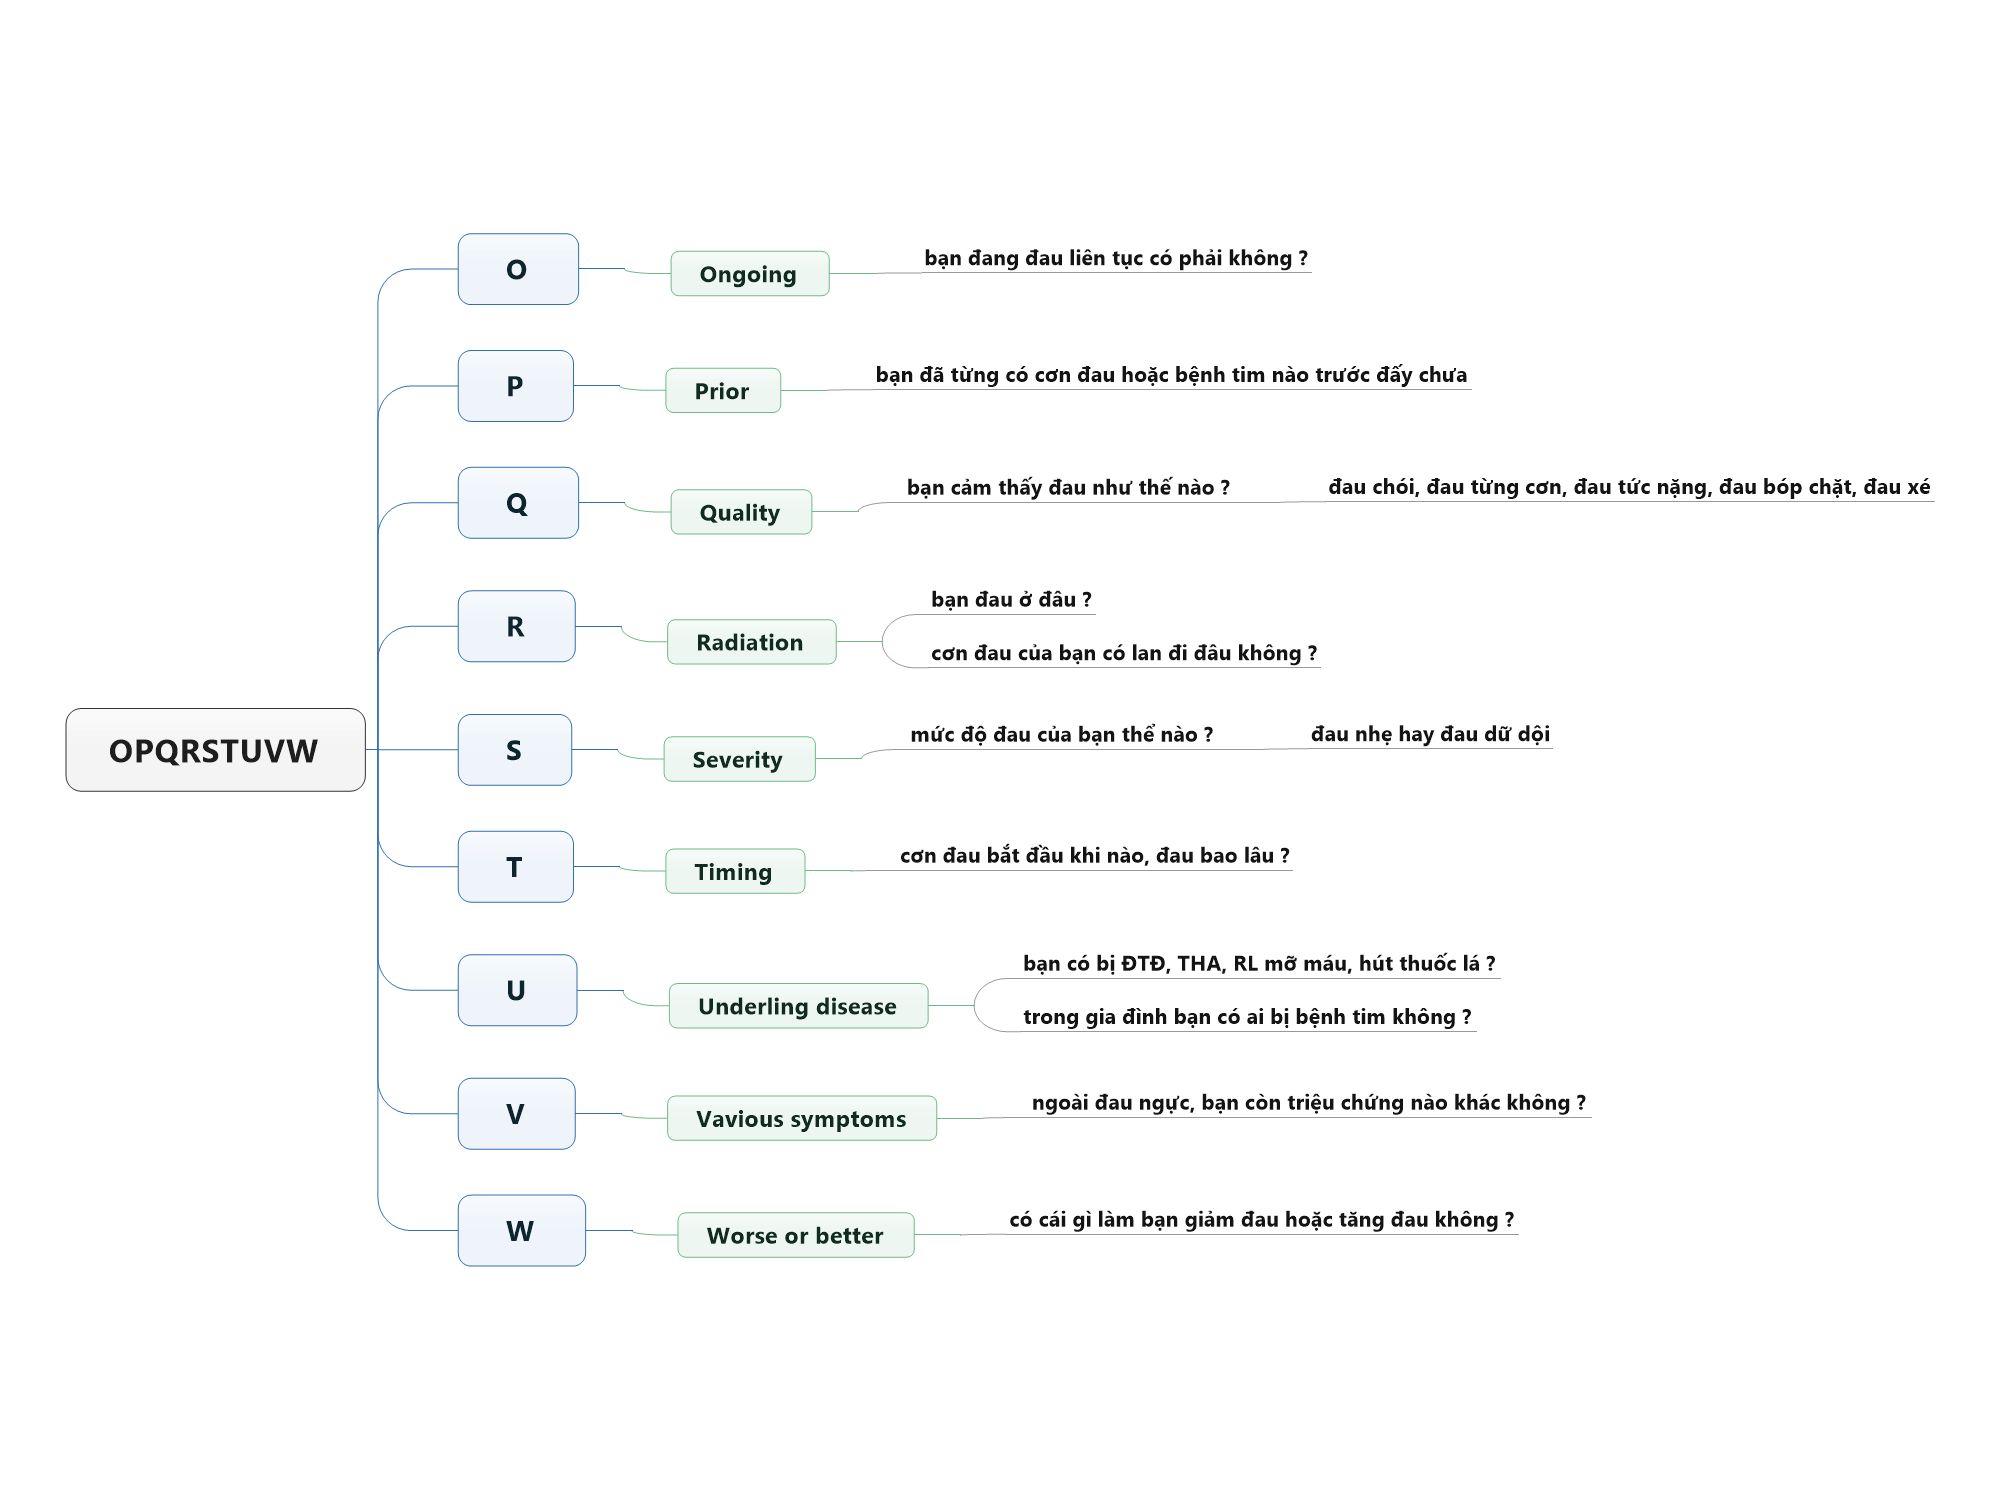 OPQRSTUVW
O
Ongoing
bạn đang đau liên tục có phải không ?
P
Prior
bạn đã từng có cơn đau hoặc bệnh tim nào trước đấy chưa
Q
Quality
bạn cảm thấy đau như thế nào ?
đau chói, đau từng cơn, đau tức nặng, đau bóp chặt, đau xé
R
Radiation
bạn đau ở đâu ?
cơn đau của bạn có lan đi đâu không ?
S
Severity
mức độ đau của bạn thể nào ?
đau nhẹ hay đau dữ dội
T
Timing
cơn đau bắt đầu khi nào, đau bao lâu ?
U
Underling disease
bạn có bị ĐTĐ, THA, RL mỡ máu, hút thuốc lá ?
trong gia đình bạn có ai bị bệnh tim không ?
V
Vavious symptoms
ngoài đau ngực, bạn còn triệu chứng nào khác không ?
W
Worse or better
có cái gì làm bạn giảm đau hoặc tăng đau không ?